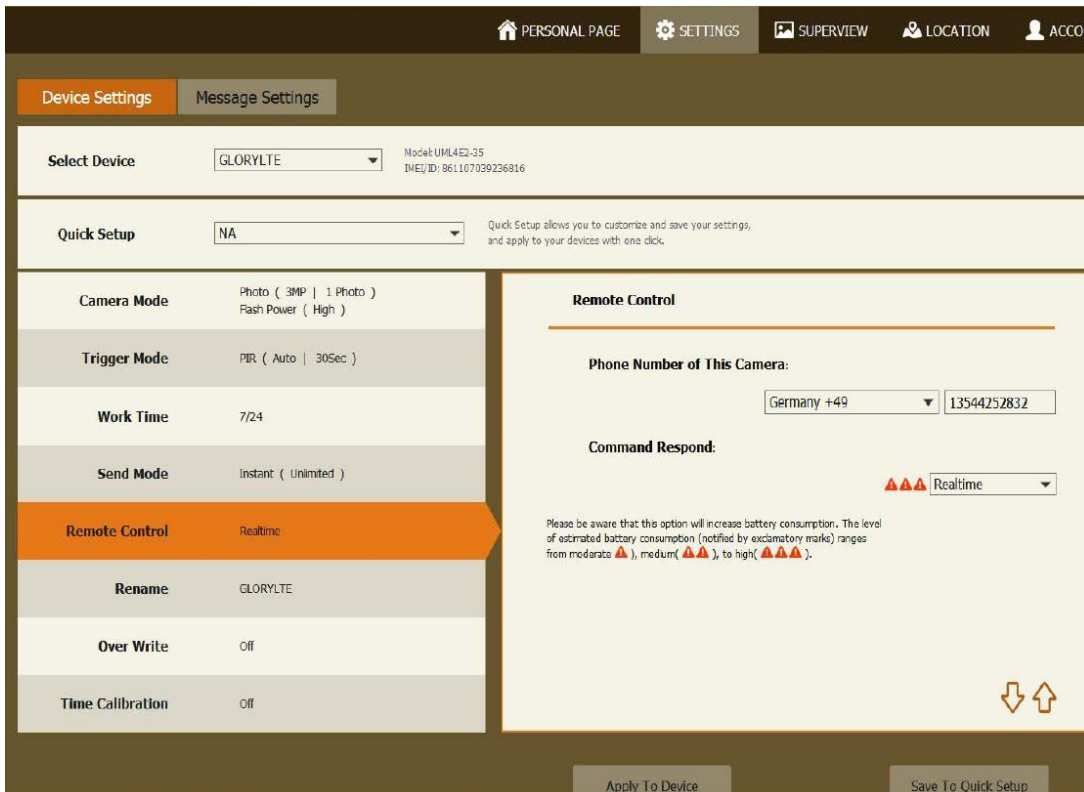 PERSONAL PAGE SETTINGS SUPERVIEW LOCATION ACCO
Device Settings Message Settings
Select Device GLORYLTE
Model: UML4E2-35
IMEI/ID: 861107039236816
Quick Setup NA
Quick Setup allows you to customize and save your settings,
and apply to your devices with one click.
Camera Mode
Photo ( 3MP | 1 Photo )
Flash Power ( High )
Trigger Mode PIR ( Auto | 30Sec )
Work Time 7/24
Send Mode Instant ( Unlimited )
Remote Control Realtime
Rename GLORYLTE
Over Write Off
Time Calibration Off
Remote Control
Phone Number of This Camera:
Germany +49 13544252832
Command Respond:
Realtime
Please be aware that this option will increase battery consumption. The level
of estimated battery consumption (notified by exclamatory marks) ranges
from moderate ), medium( ), to high( ).
Apply To Device Save To Quick Setup